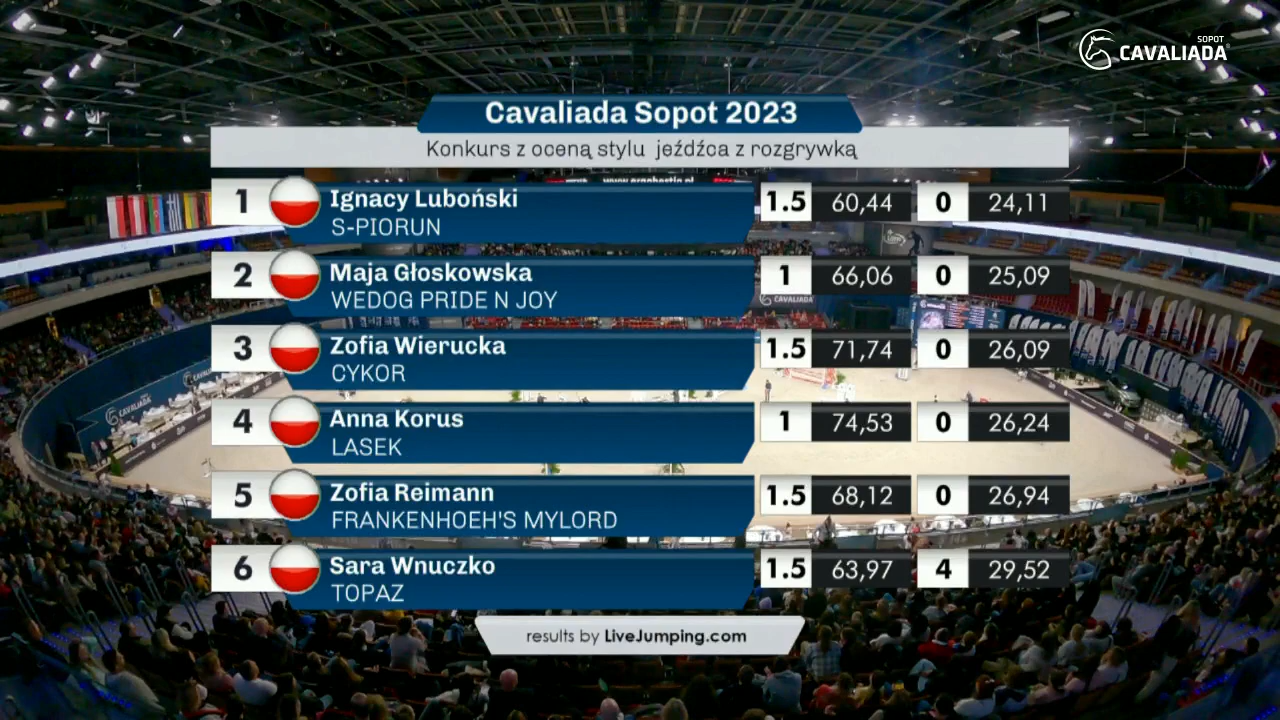 SOPOT
CAVALIADA
Cavaliada Sopot 2023
Konkurs z oceną stylu jeźdźca z rozgrywką
1 Ignacy Luboński 1.5 60,44 0 24,11
S-PIORUN
2 Maja Głoskowska 1 66,06 0 25,09
WEDOG PRIDE N JOY
CAVALIADA
3 Zofia Wierucka 1.5 71,74 0 26,09
CYKOR
CAVALIADA
4 Anna Korus 1 74,53 0 26,24
LASEK
5 Zofia Reimann 1.5 68,12 0 26,94
FRANKENHOEH'S MYLORD
6 Sara Wnuczko 1.5 63,97 4 29,52
TOPAZ
results by LiveJumping.com